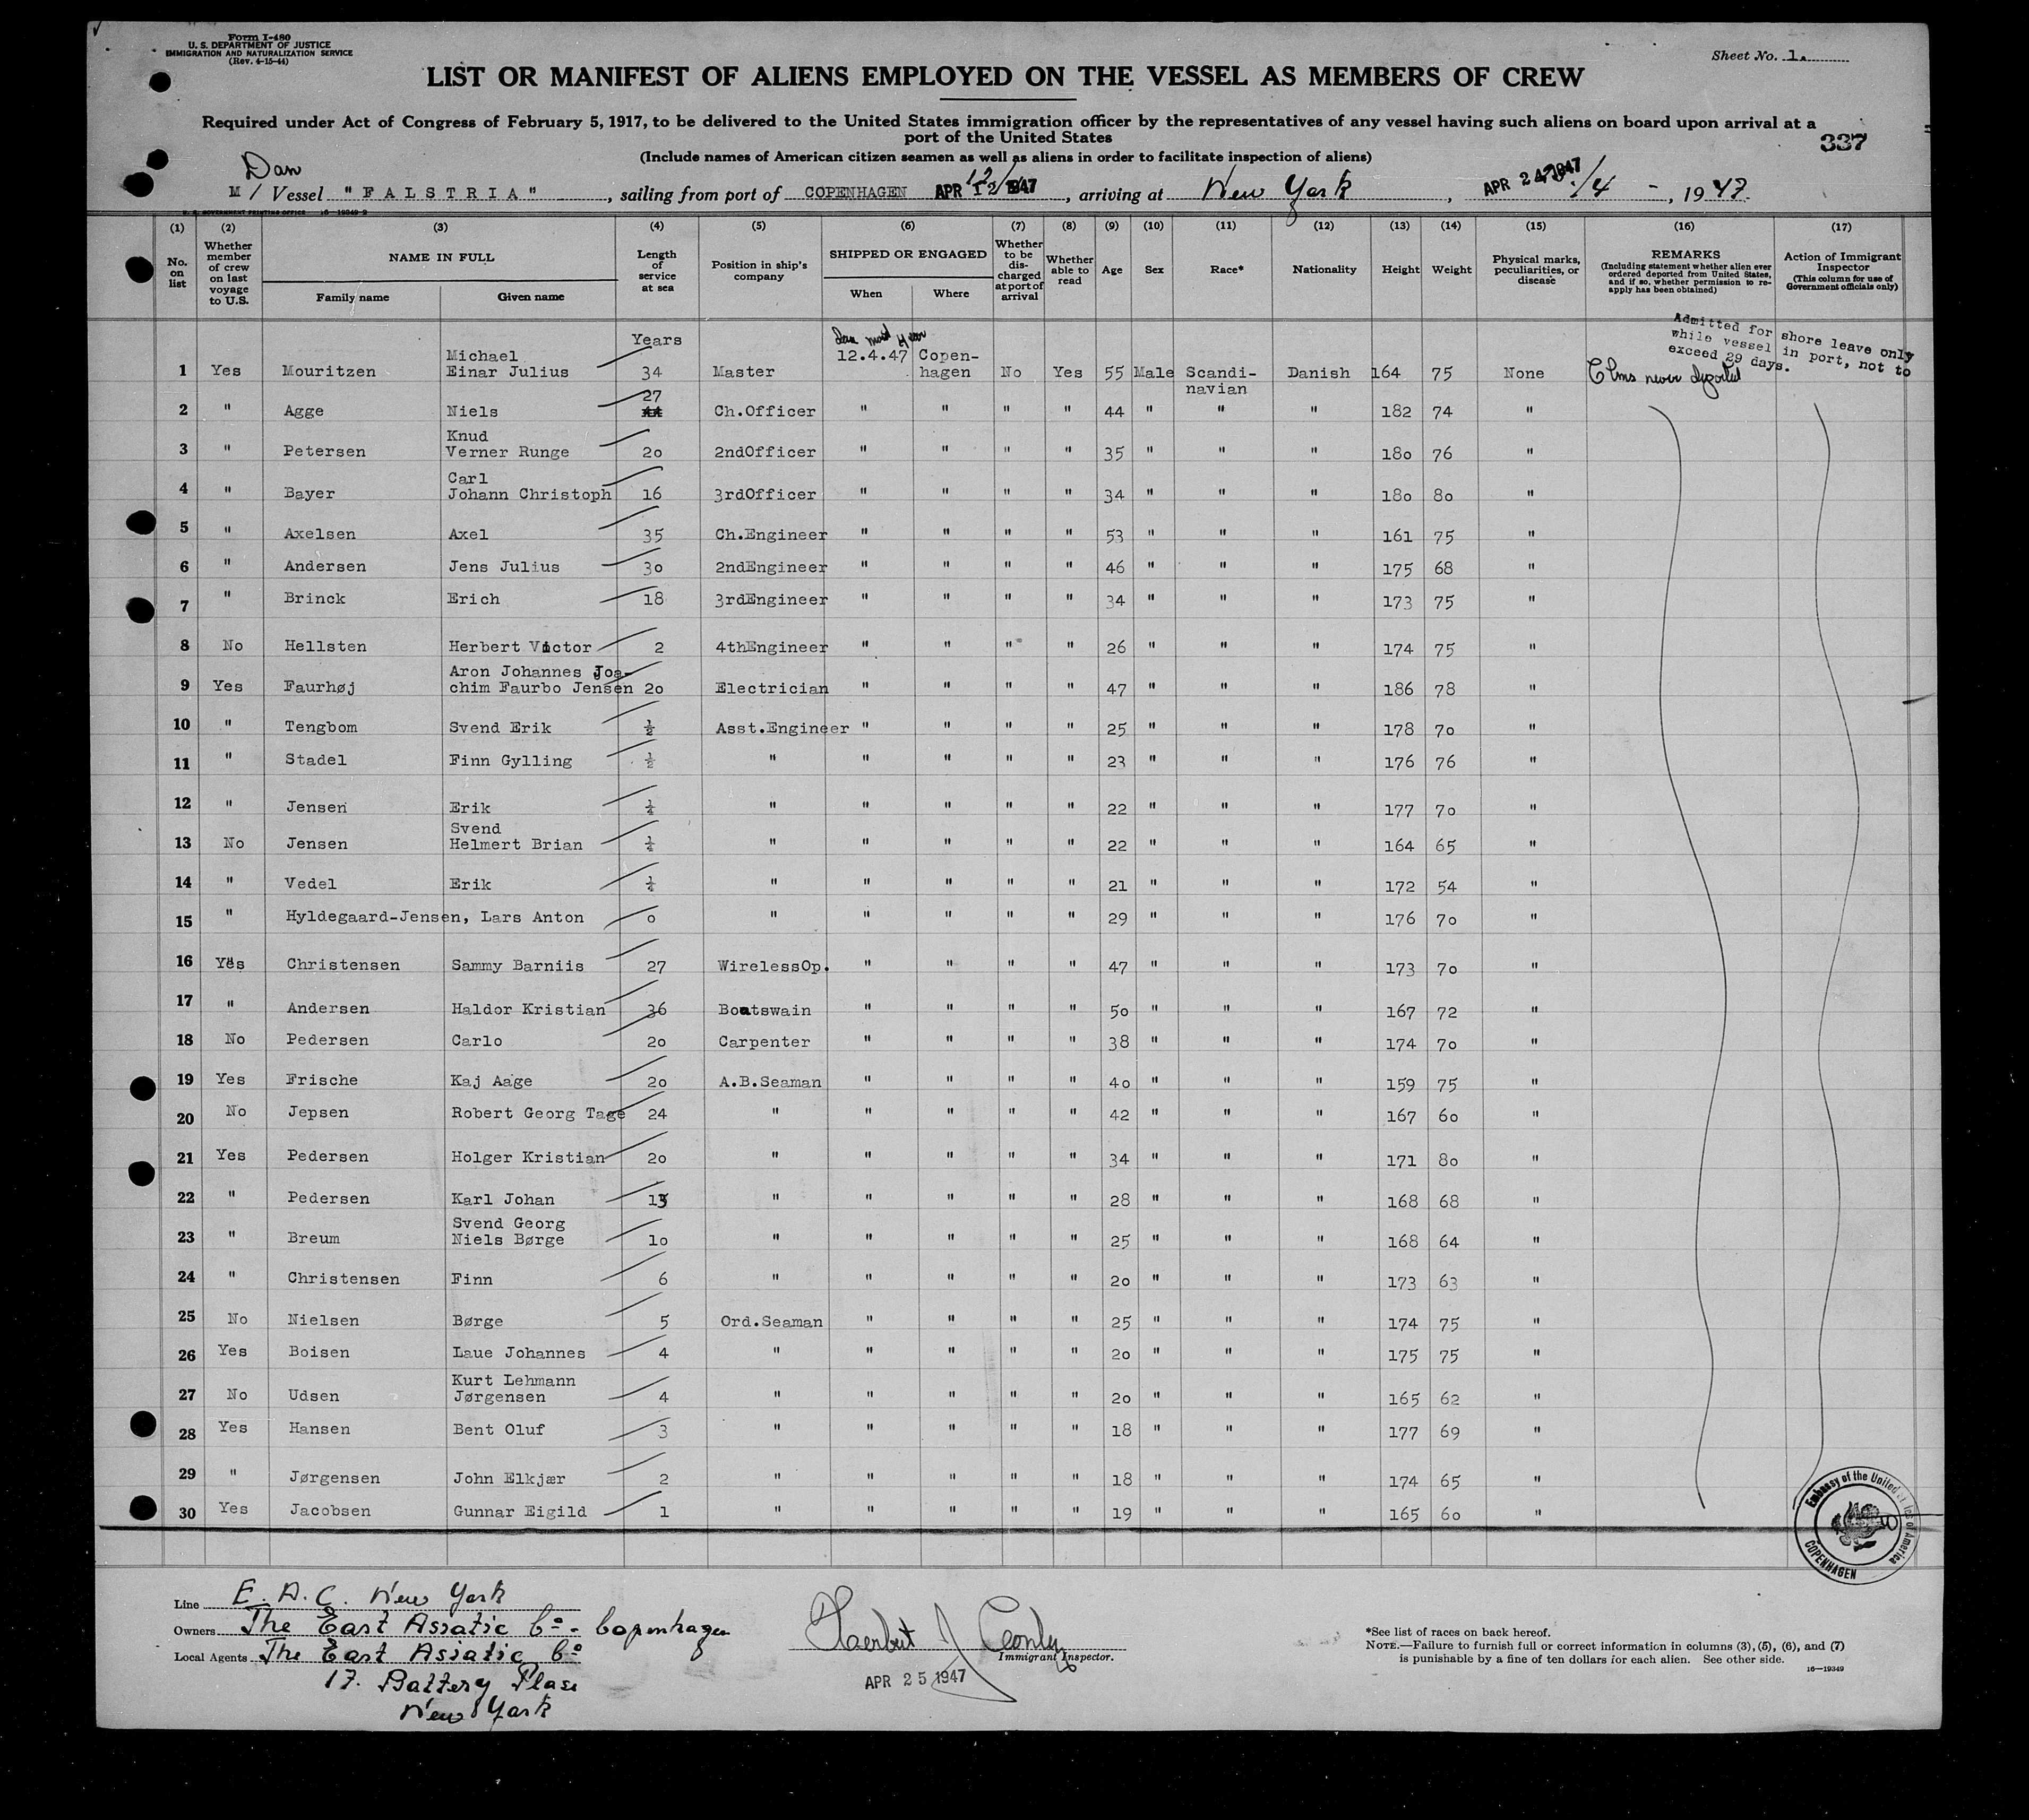 Form I-480
U. S. DEPARTMENT OF JUSTICE
IMMIGRATION AND NATURALIZATION SERVICE
(Rev. 4-15-44)
Sheet No. 1.
LIST OR MANIFEST OF ALIENS EMPLOYED ON THE VESSEL AS MEMBERS OF CREW
Required under Act of Congress of February 5, 1917, to be delivered to the United States immigration officer by the representatives of any vessel having such aliens on board upon arrival at a
port of the United States
337
(Include names of American citizen seamen as well as aliens in order to facilitate inspection of aliens)
Dan
M / Vessel "FALSTRIA", sailing from port of COPENHAGEN APR 12 1947, arriving at New York, APR 24 1947 /4 - , 19 47.
U. S. GOVERNMENT PRINTING OFFICE 16-19349-2
(1) (2) (3) (4) (5) (6) (7) (8) (9) (10) (11) (12) (13) (14) (15) (16) (17)
No. on list
Whether member of crew on last voyage to U.S.
NAME IN FULL
Family name Given name
Length of service at sea
Position in ship's company
SHIPPED OR ENGAGED
When Where
Whether to be discharged at port of arrival
Whether able to read
Age Sex Race* Nationality Height Weight
Physical marks, peculiarities, or disease
REMARKS
(Including statement whether alien ever ordered deported from United States, and if so, whether permission to reapply has been obtained)
Action of Immigrant Inspector
(This column for use of Government officials only)
Admitted for shore leave only
while vessel in port, not to
exceed 29 days.
never deported
Years
1 Yes Mouritzen Michael Einar Julius 34 Master 12.4.47 Copenhagen No Yes 55 Male Scandi-navian Danish 164 75 None
2 " Agge Niels 27 Ch.Officer " " " " 44 " " " 182 74 "
3 " Petersen Knud Verner Runge 20 2ndOfficer " " " " 35 " " " 180 76 "
4 " Bayer Carl Johann Christoph 16 3rdOfficer " " " " 34 " " " 180 80 "
5 " Axelsen Axel 35 Ch.Engineer " " " " 53 " " " 161 75 "
6 " Andersen Jens Julius 30 2ndEngineer " " " " 46 " " " 175 68 "
7 " Brinck Erich 18 3rdEngineer " " " " 34 " " " 173 75 "
8 No Hellsten Herbert Victor 2 4thEngineer " " " " 26 " " " 174 75 "
9 Yes Faurhøj Aron Johannes Joa-chim Faurbo Jensen 20 Electrician " " " " 47 " " " 186 78 "
10 " Tengbom Svend Erik ½ Asst.Engineer " " " " 25 " " " 178 70 "
11 " Stadel Finn Gylling ½ " " " " " 23 " " " 176 76 "
12 " Jensen Erik ¼ " " " " " 22 " " " 177 70 "
13 No Jensen Svend Helmert Brian ¼ " " " " " 22 " " " 164 65 "
14 " Vedel Erik ¼ " " " " " 21 " " " 172 54 "
15 " Hyldegaard-Jensen, Lars Anton 0 " " " " " 29 " " " 176 70 "
16 Yes Christensen Sammy Barniis 27 WirelessOp. " " " " 47 " " " 173 70 "
17 " Andersen Haldor Kristian 36 Boatswain " " " " 50 " " " 167 72 "
18 No Pedersen Carlo 20 Carpenter " " " " 38 " " " 174 70 "
19 Yes Frische Kaj Aage 20 A.B.Seaman " " " " 40 " " " 159 75 "
20 No Jepsen Robert Georg Tage 24 " " " " " 42 " " " 167 60 "
21 Yes Pedersen Holger Kristian 20 " " " " " 34 " " " 171 80 "
22 " Pedersen Karl Johan 13 " " " " " 28 " " " 168 68 "
23 " Breum Svend Georg Niels Børge 10 " " " " " 25 " " " 168 64 "
24 " Christensen Finn 6 " " " " " 20 " " " 173 63 "
25 No Nielsen Børge 5 Ord.Seaman " " " " 25 " " " 174 75 "
26 Yes Boisen Laue Johannes 4 " " " " " 20 " " " 175 75 "
27 No Udsen Kurt Lehmann Jørgensen 4 " " " " " 20 " " " 165 62 "
28 Yes Hansen Bent Oluf 3 " " " " " 18 " " " 177 69 "
29 " Jørgensen John Elkjær 2 " " " " " 18 " " " 174 65 "
30 Yes Jacobsen Gunnar Eigild 1 " " " " " 19 " " " 165 60 "
Embassy of the United States of America
COPENHAGEN
Line E. A. C. New York
Owners The East Asiatic Co - Copenhagen
Local Agents The East Asiatic Co
17. Battery Place
New York
Immigrant Inspector.
APR 25 1947
*See list of races on back hereof.
NOTE.—Failure to furnish full or correct information in columns (3), (5), (6), and (7)
is punishable by a fine of ten dollars for each alien. See other side.
16—19349